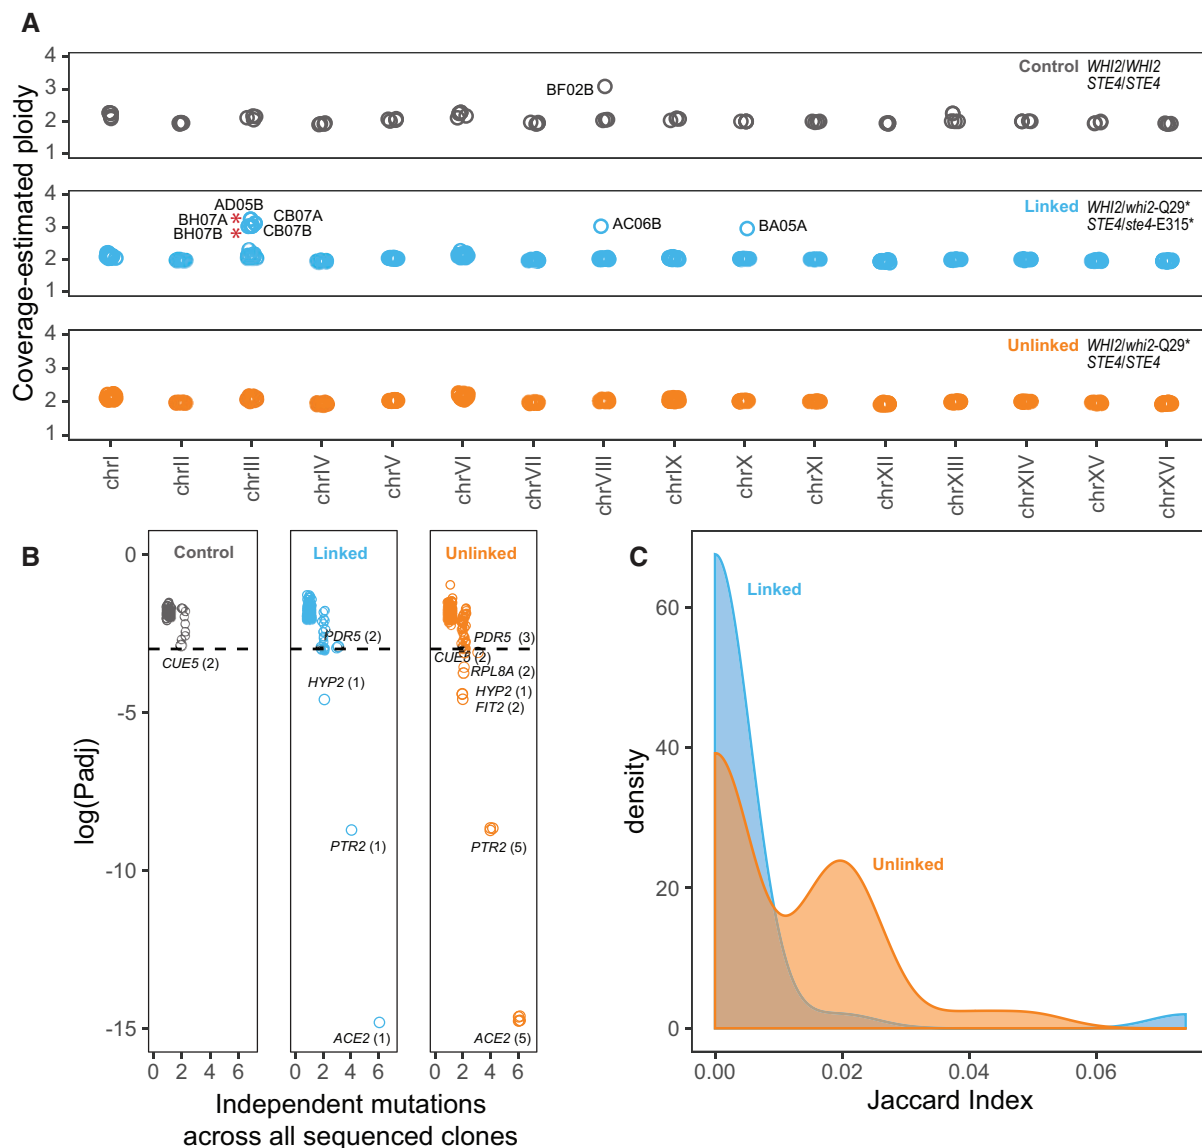 A
Coverage-estimated ploidy
4
3
2
1
BF02B
Control
WHI2/WHI2
STE4/STE4
4
3
2
1
AD05B
BH07A * CB07A
BH07B * CB07B
AC06B
BA05A
Linked
WHI2/whi2-Q29*
STE4/ste4-E315*
4
3
2
1
Unlinked
WHI2/whi2-Q29*
STE4/STE4
chrI
chrII
chrIII
chrIV
chrV
chrVI
chrVII
chrVIII
chrIX
chrX
chrXI
chrXII
chrXIII
chrXIV
chrXV
chrXVI
B
log(Padj)
0
-5
-10
-15
Control
CUE5 (2)
0 2 4 6
Linked
PDR5 (2)
HYP2 (1)
PTR2 (1)
ACE2 (1)
0 2 4 6
Unlinked
PDR5 (3)
CUE5 (2)
RPL8A (2)
HYP2 (1)
FIT2 (2)
PTR2 (5)
ACE2 (5)
0 2 4 6
Independent mutations
across all sequenced clones
C
density
60
40
20
0
Linked
Unlinked
0.00 0.02 0.04 0.06
Jaccard Index